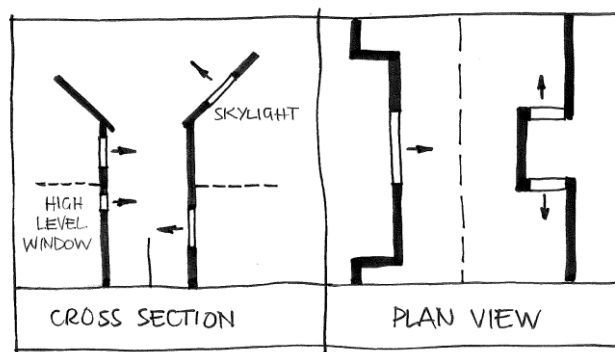 SKYLIGHT
HIGH
LEVEL
WINDOW
CROSS SECTION
PLAN VIEW